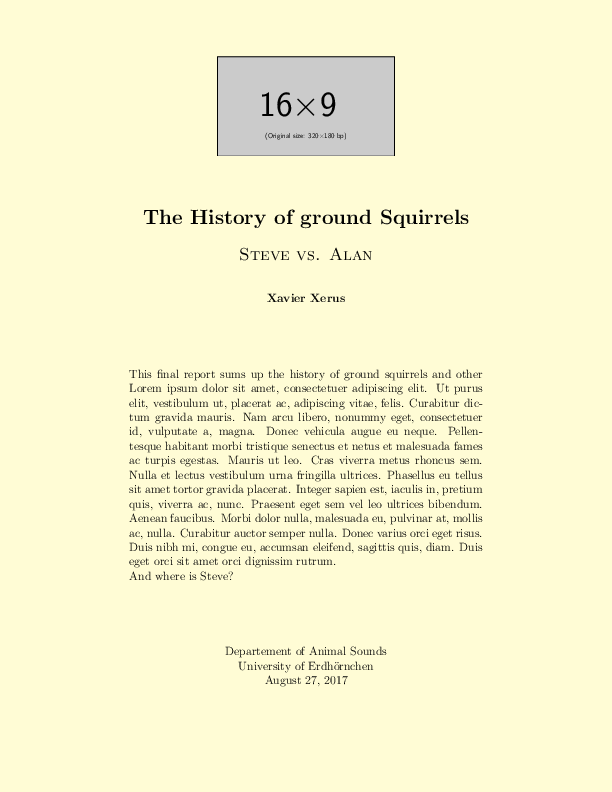 16×9
(Original size: 320×180 bp)
The History of ground Squirrels
Steve vs. Alan
Xavier Xerus
This final report sums up the history of ground squirrels and other
Lorem ipsum dolor sit amet, consectetuer adipiscing elit. Ut purus
elit, vestibulum ut, placerat ac, adipiscing vitae, felis. Curabitur dic-
tum gravida mauris. Nam arcu libero, nonummy eget, consectetuer
id, vulputate a, magna. Donec vehicula augue eu neque. Pellen-
tesque habitant morbi tristique senectus et netus et malesuada fames
ac turpis egestas. Mauris ut leo. Cras viverra metus rhoncus sem.
Nulla et lectus vestibulum urna fringilla ultrices. Phasellus eu tellus
sit amet tortor gravida placerat. Integer sapien est, iaculis in, pretium
quis, viverra ac, nunc. Praesent eget sem vel leo ultrices bibendum.
Aenean faucibus. Morbi dolor nulla, malesuada eu, pulvinar at, mollis
ac, nulla. Curabitur auctor semper nulla. Donec varius orci eget risus.
Duis nibh mi, congue eu, accumsan eleifend, sagittis quis, diam. Duis
eget orci sit amet orci dignissim rutrum.
And where is Steve?
Departement of Animal Sounds
University of Erdhörnchen
August 27, 2017